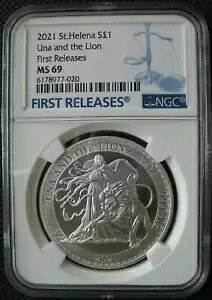 2021 St.Helena S£1
Una and the Lion
First Releases
MS 69
6178977-020
FIRST RELEASES®
NGC®
UNA AND THE LION